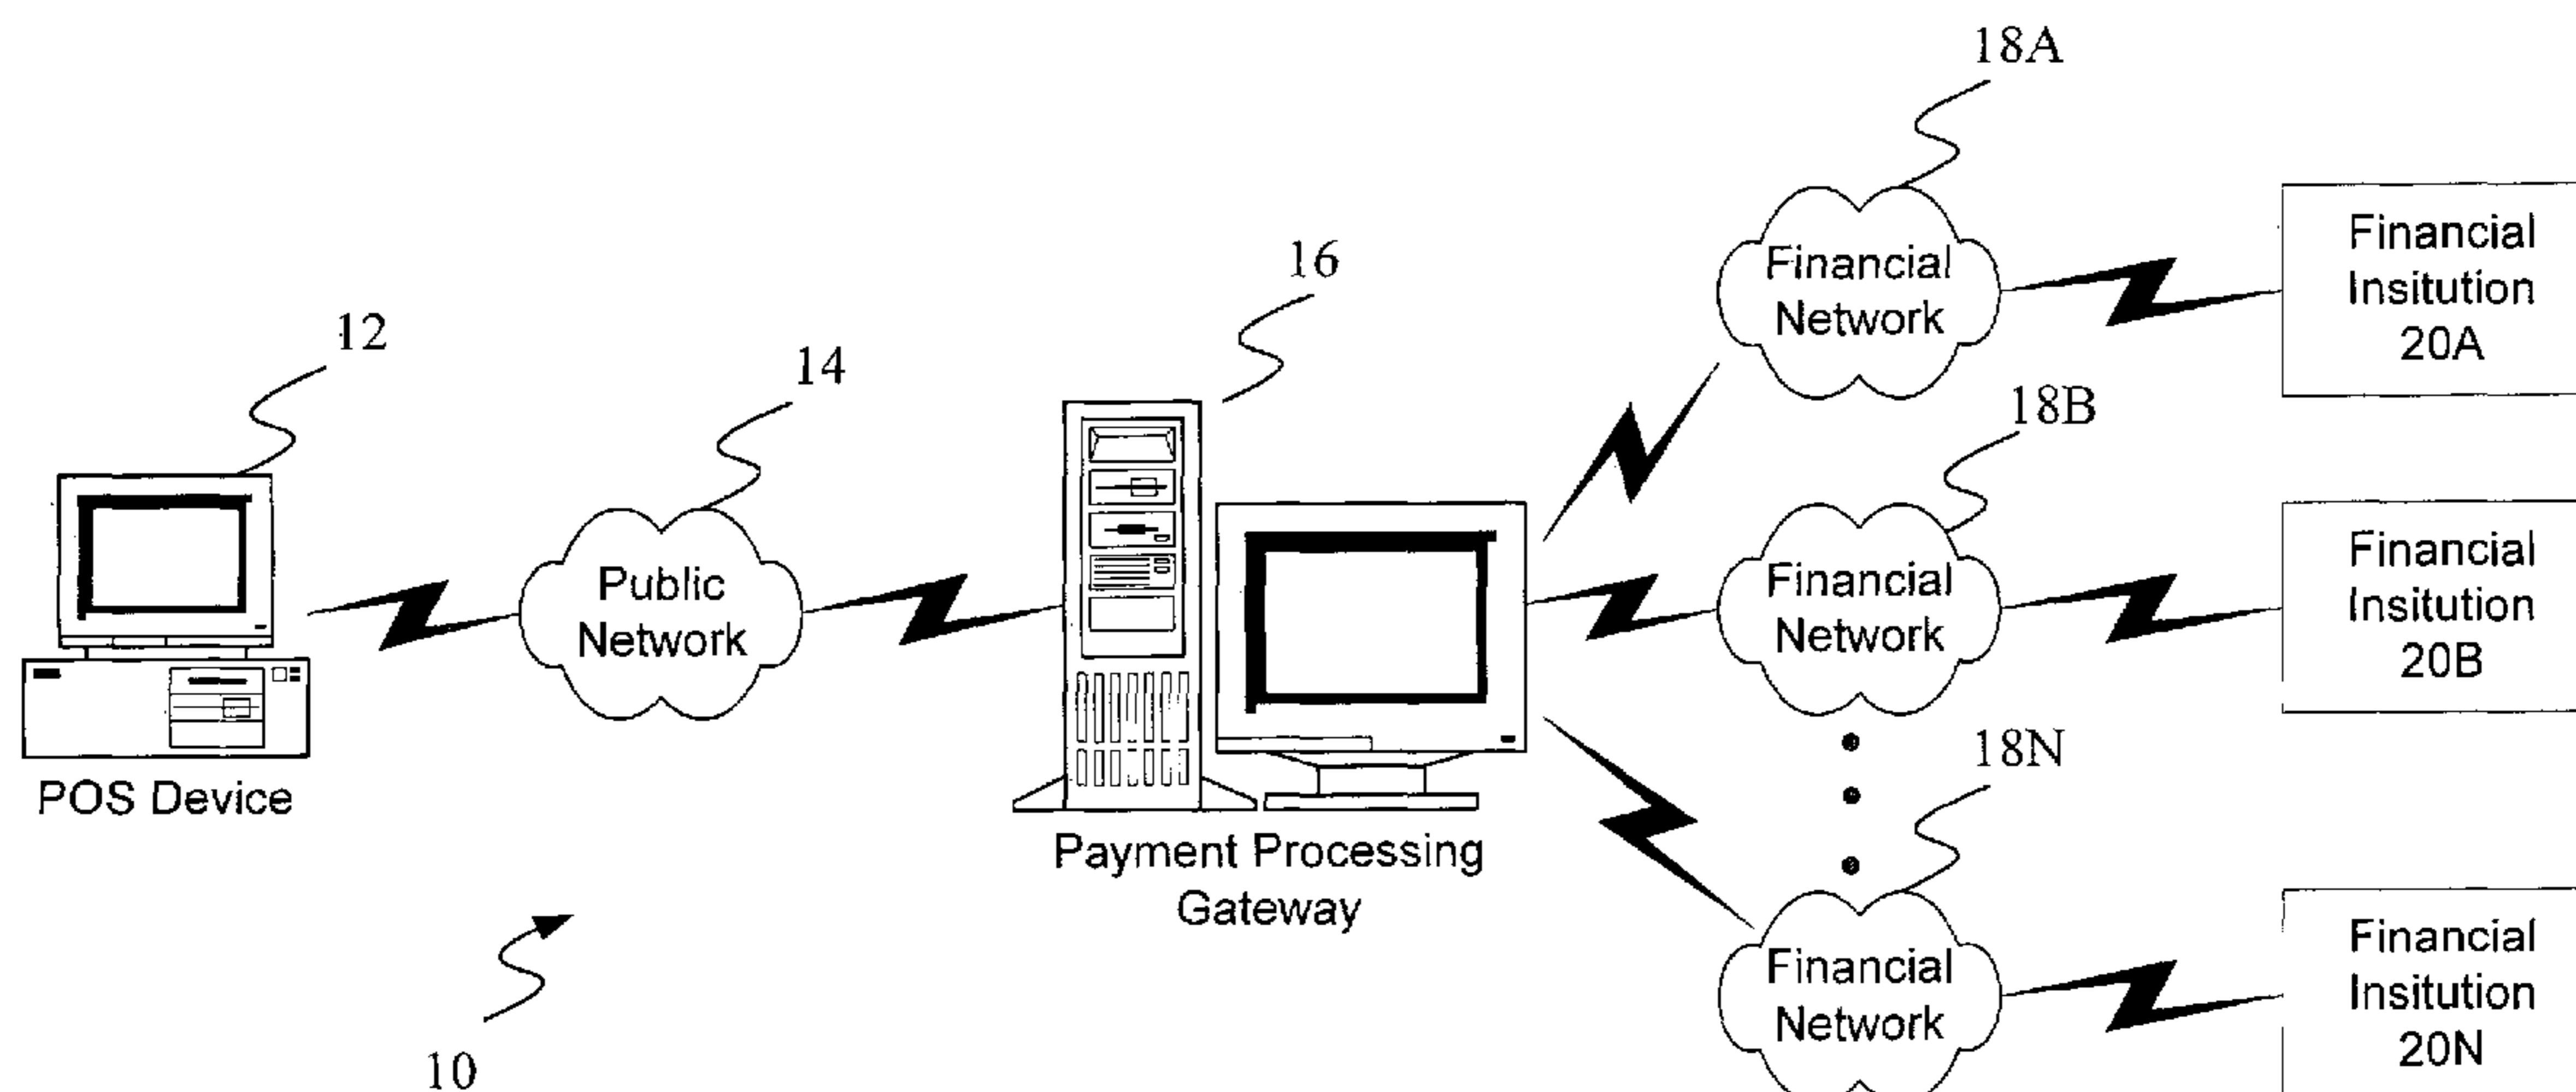 18A
Financial
Network
Financial
Insitution
20A
16
12
14
18B
Public
Network
Financial
Network
Financial
Insitution
20B
POS Device
Payment Processing
Gateway
18N
Financial
Network
Financial
Insitution
20N
10